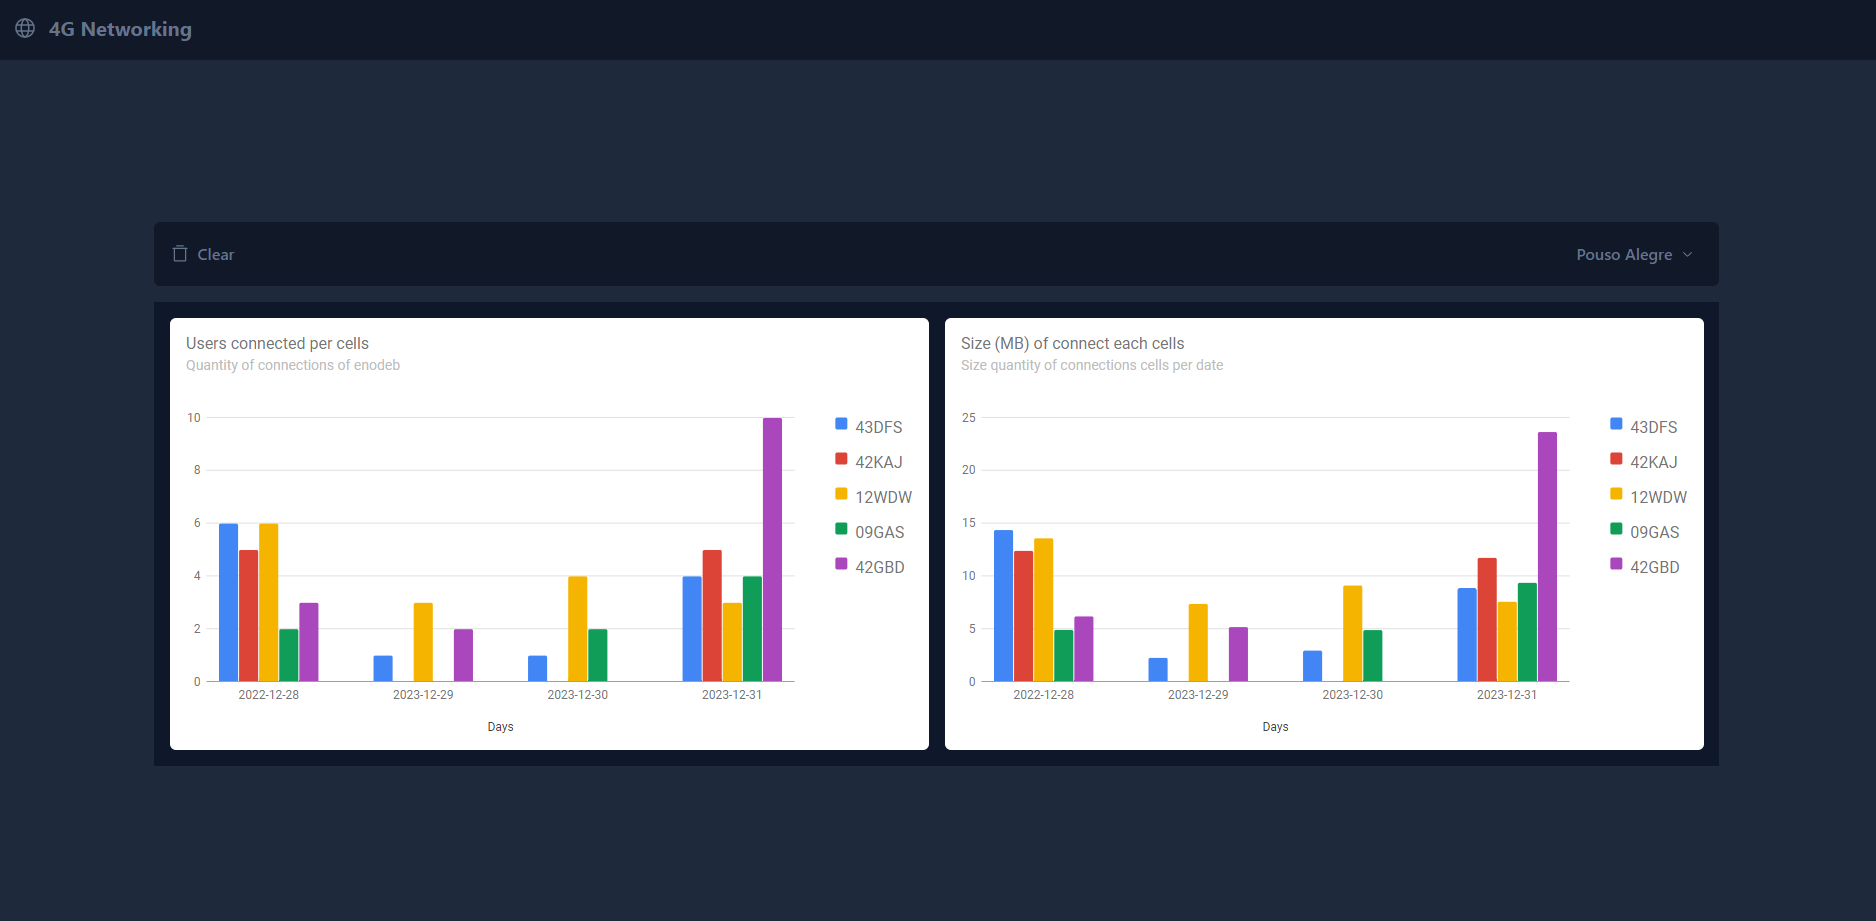 4G Networking
Clear
Pouso Alegre
Users connected per cells
Quantity of connections of enodeb
10
8
6
4
2
0
2022-12-28 2023-12-29 2023-12-30 2023-12-31
Days
43DFS
42KAJ
12WDW
09GAS
42GBD
Size (MB) of connect each cells
Size quantity of connections cells per date
25
20
15
10
5
0
2022-12-28 2023-12-29 2023-12-30 2023-12-31
Days
43DFS
42KAJ
12WDW
09GAS
42GBD